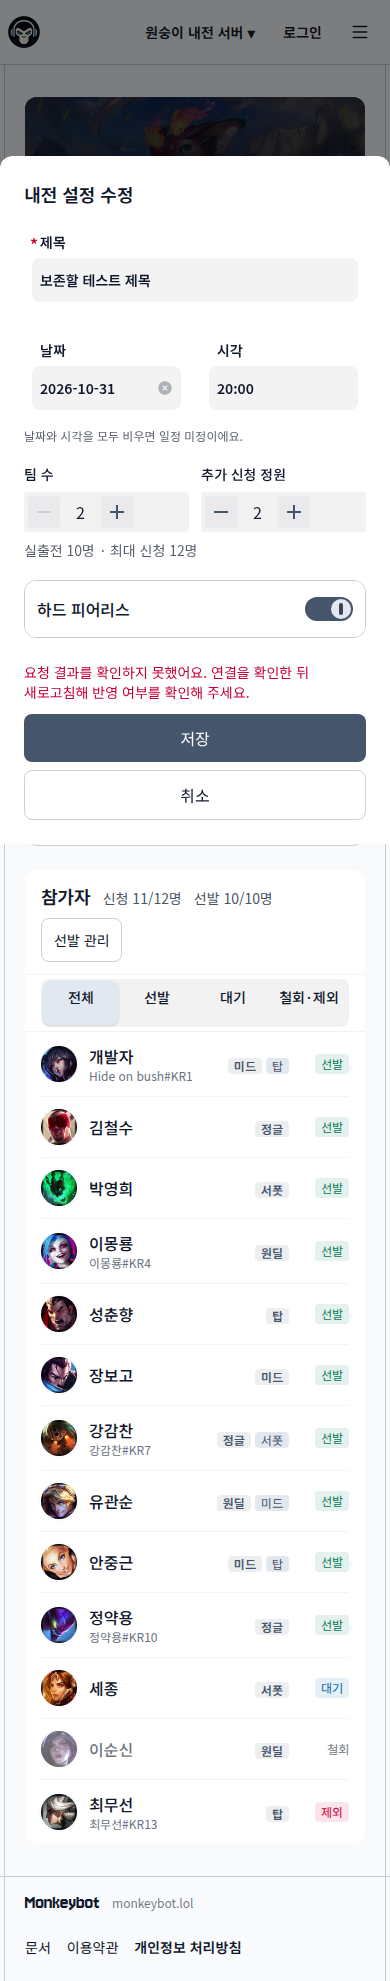 원숭이 내전 서버 ▾ 로그인
내전 설정 수정
* 제목
보존할 테스트 제목
날짜 시각
2026-10-31 20:00
날짜와 시각을 모두 비우면 일정 미정이에요.
팀 수 추가 신청 정원
2 2
실출전 10명 · 최대 신청 12명
하드 피어리스
요청 결과를 확인하지 못했어요. 연결을 확인한 뒤
새로고침해 반영 여부를 확인해 주세요.
저장
취소
참가자 신청 11/12명 선발 10/10명
선발 관리
전체 선발 대기 철회·제외
개발자 미드 탑 선발
Hide on bush#KR1
김철수 정글 선발
박영희 서폿 선발
이몽룡 원딜 선발
이몽룡#KR4
성춘향 탑 선발
장보고 미드 선발
강감찬 정글 서폿 선발
강감찬#KR7
유관순 원딜 미드 선발
안중근 미드 탑 선발
정약용 정글 선발
정약용#KR10
세종 서폿 대기
이순신 원딜 철회
최무선 탑 제외
최무선#KR13
Monkeybot monkeybot.lol
문서 이용약관 개인정보 처리방침